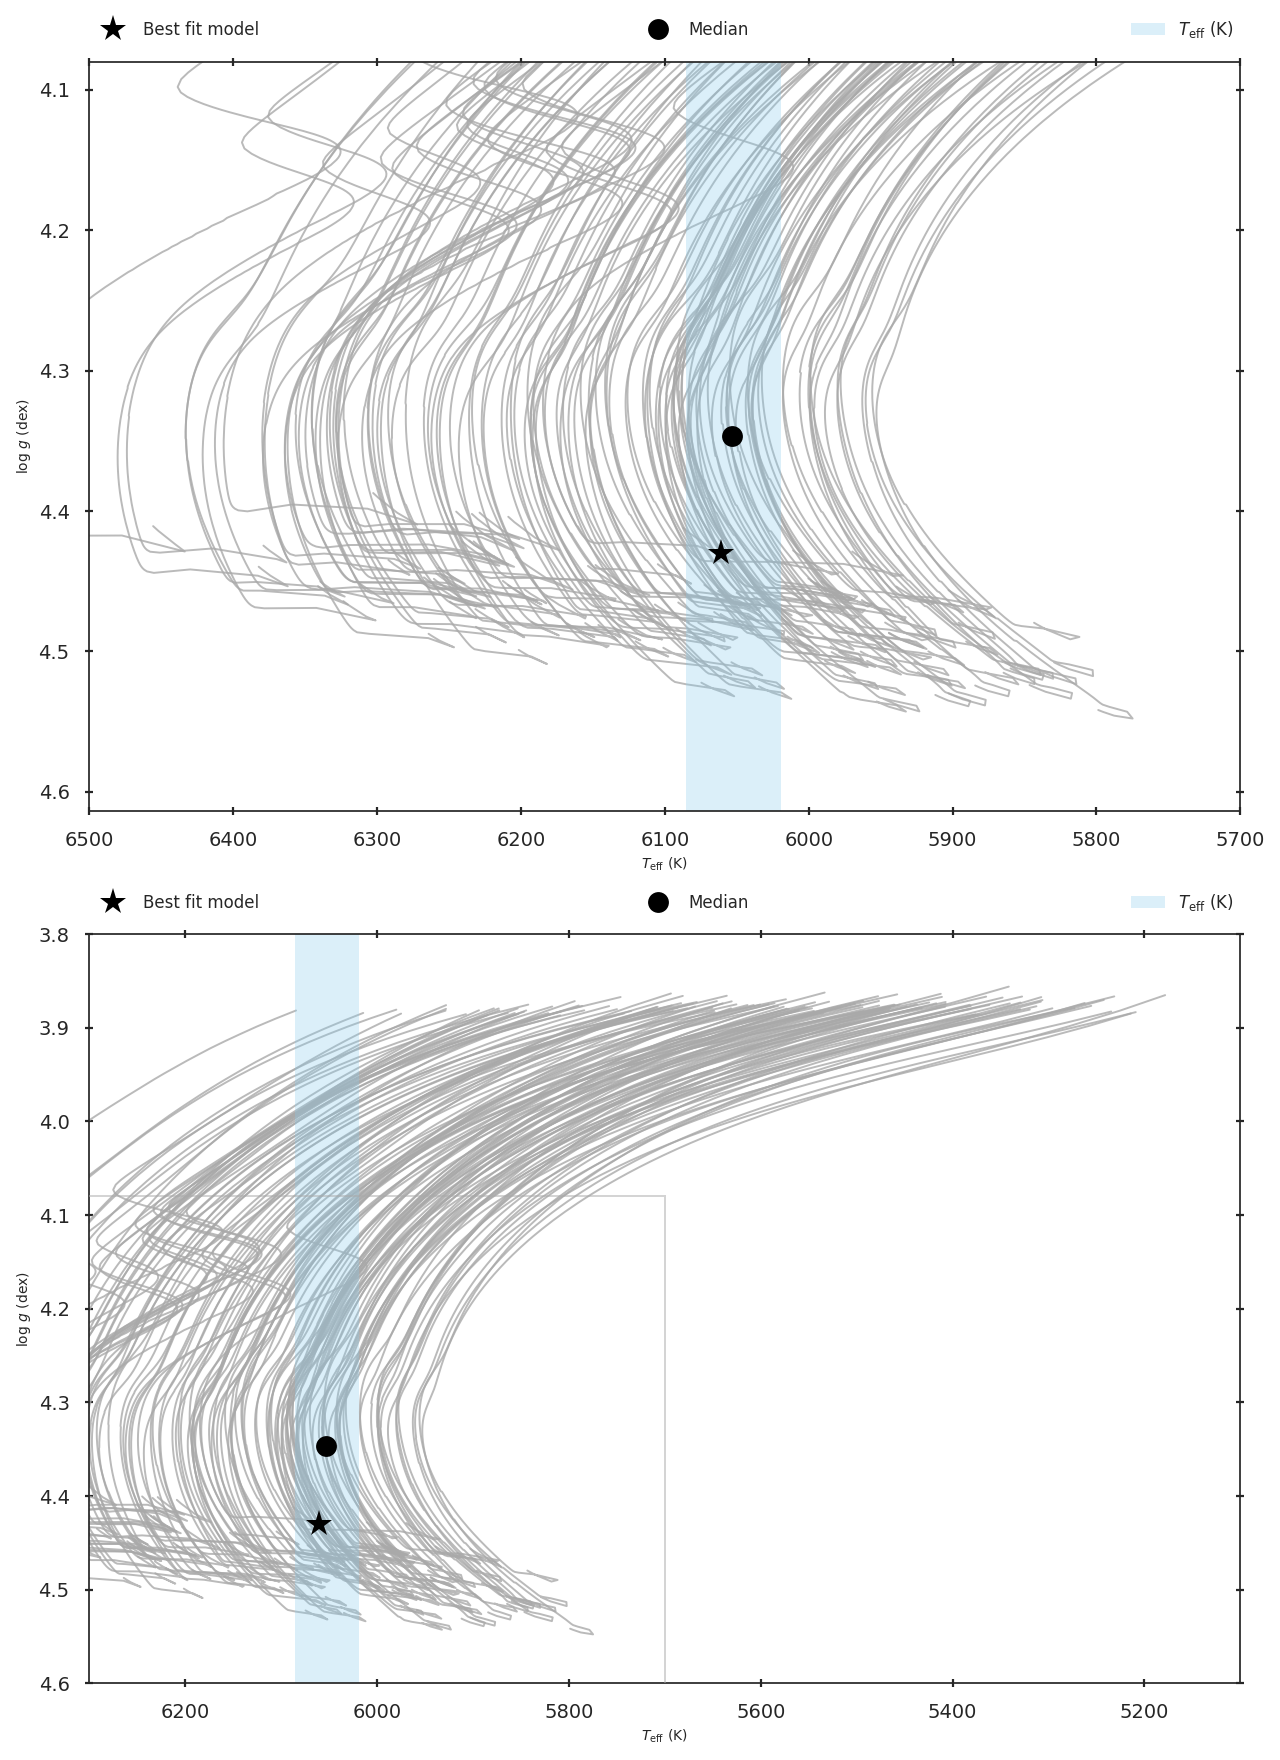 Best fit model Median T_eff (K)
4.1
4.2
4.3
4.4
4.5
4.6
log g (dex)
6500 6400 6300 6200 6100 6000 5900 5800 5700
T_eff (K)
Best fit model Median T_eff (K)
3.8
3.9
4.0
4.1
4.2
4.3
4.4
4.5
4.6
log g (dex)
6200 6000 5800 5600 5400 5200
T_eff (K)